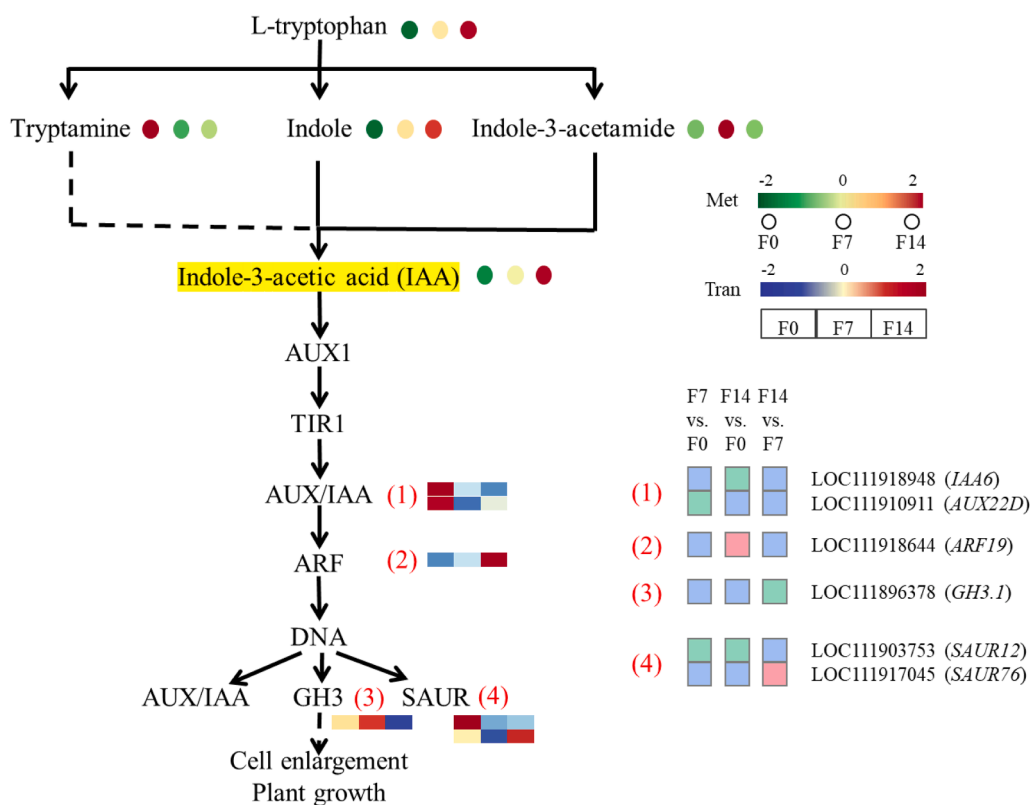 L-tryptophan
Tryptamine
Indole
Indole-3-acetamide
Indole-3-acetic acid (IAA)
AUX1
TIR1
AUX/IAA (1)
ARF (2)
DNA
AUX/IAA
GH3 (3)
SAUR (4)
Cell enlargement
Plant growth
-2 0 2
Met
F0 F7 F14
-2 0 2
Tran
F0 F7 F14
F7 F14 F14
vs. vs. vs.
F0 F0 F7
(1)
LOC111918948 (IAA6)
LOC111910911 (AUX22D)
(2) LOC111918644 (ARF19)
(3) LOC111896378 (GH3.1)
(4)
LOC111903753 (SAUR12)
LOC111917045 (SAUR76)